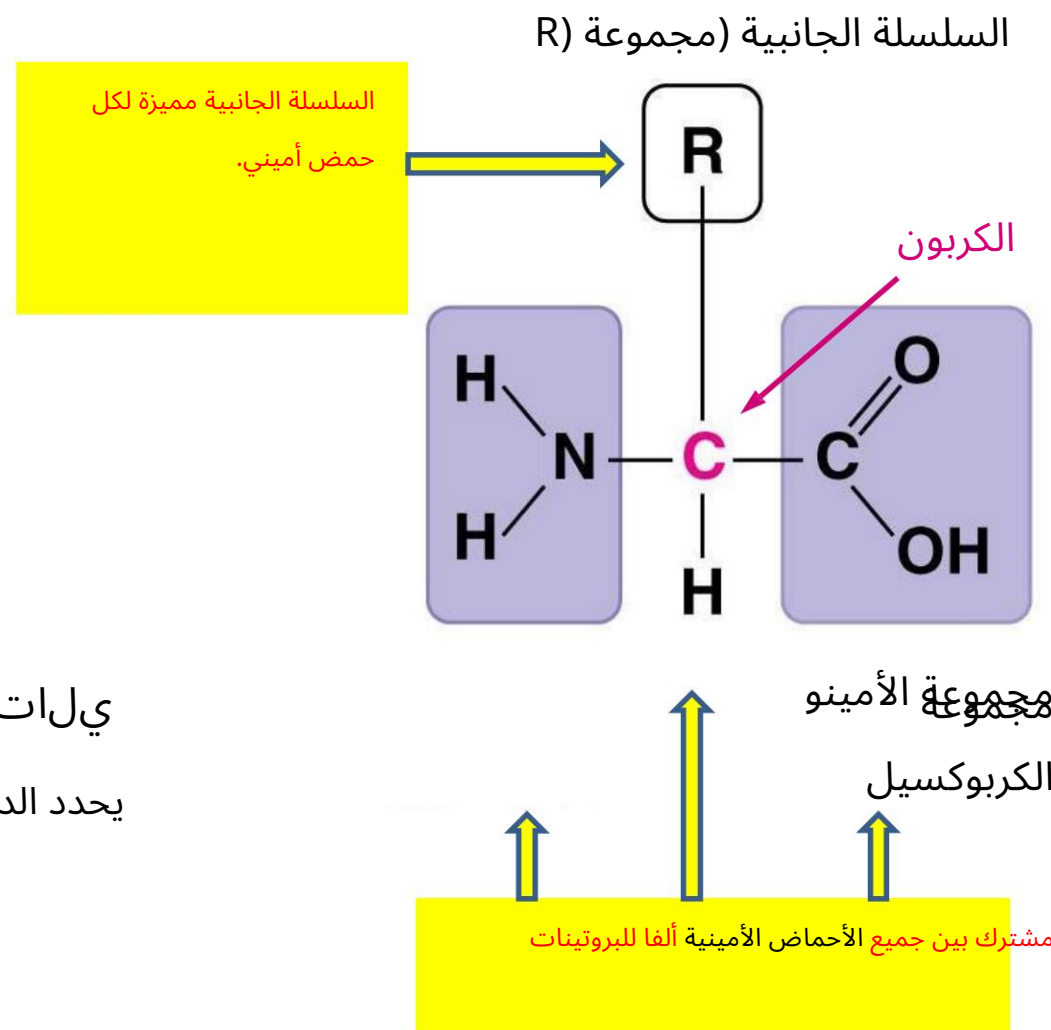 السلسلة الجانبية (مجموعة R)
السلسلة الجانبية مميزة لكل
حمض أميني.
R
الكربون
H
O
N
C
C
H
OH
H
مجموعة الأمينو
مجموعة
الكربوكسيل
يحدد
مشترك بين جميع الأحماض الأمينية ألفا للبروتينات